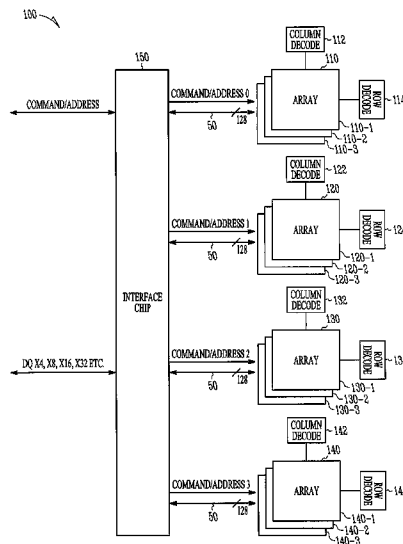 100
150
COLUMN DECODE
112
110
COMMAND/ADDRESS
COMMAND/ADDRESS 0
50
128
ARRAY
ROW DECODE
110-1
110-2
110-3
COLUMN DECODE
122
120
COMMAND/ADDRESS 1
50
128
ARRAY
ROW DECODE
120-1
120-2
120-3
INTERFACE CHIP
COLUMN DECODE
132
130
DQ X4, X8, X16, X32 ETC.
COMMAND/ADDRESS 2
50
128
ARRAY
ROW DECODE
130-1
130-2
130-3
COLUMN DECODE
142
140
COMMAND/ADDRESS 3
50
128
ARRAY
ROW DECODE
140-1
140-2
140-3